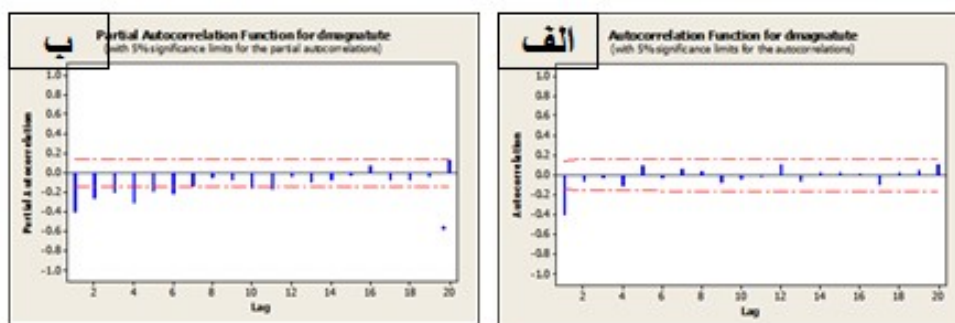 ب
Partial Autocorrelation Function for dmagnatute
(with 5% significance limits for the partial autocorrelations)
Partial Autocorrelation
1.0
0.8
0.6
0.4
0.2
0.0
-0.2
-0.4
-0.6
-0.8
-1.0
2 4 6 8 10 12 14 16 18 20
Lag
الف
Autocorrelation Function for dmagnatute
(with 5% significance limits for the autocorrelations)
Autocorrelation
1.0
0.8
0.6
0.4
0.2
0.0
-0.2
-0.4
-0.6
-0.8
-1.0
2 4 6 8 10 12 14 16 18 20
Lag